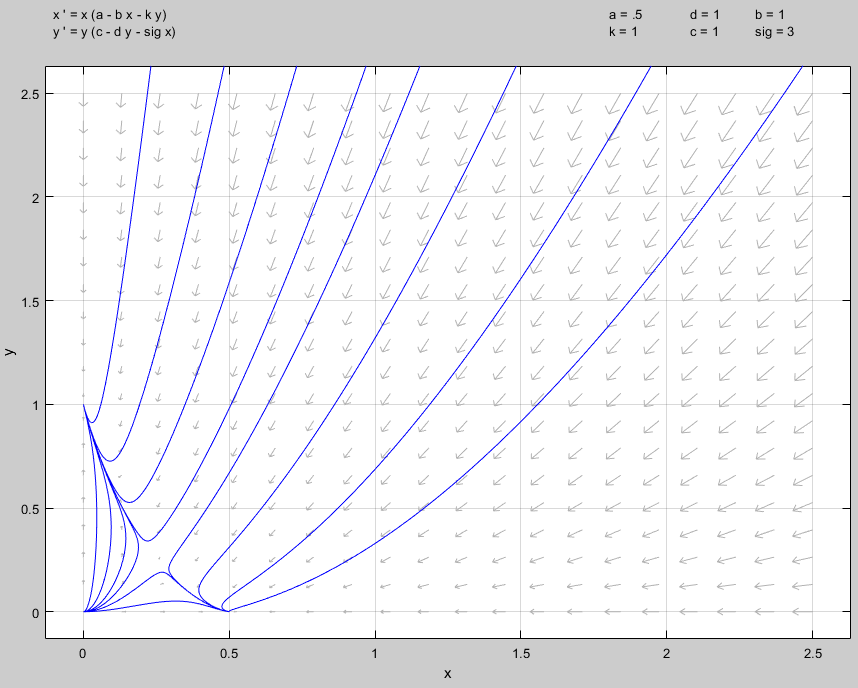 x ' = x (a - b x - k y)
y ' = y (c - d y - sig x)
a = .5 d = 1 b = 1
k = 1 c = 1 sig = 3
2.5
2
1.5
1
0.5
0
y
0 0.5 1 1.5 2 2.5
x